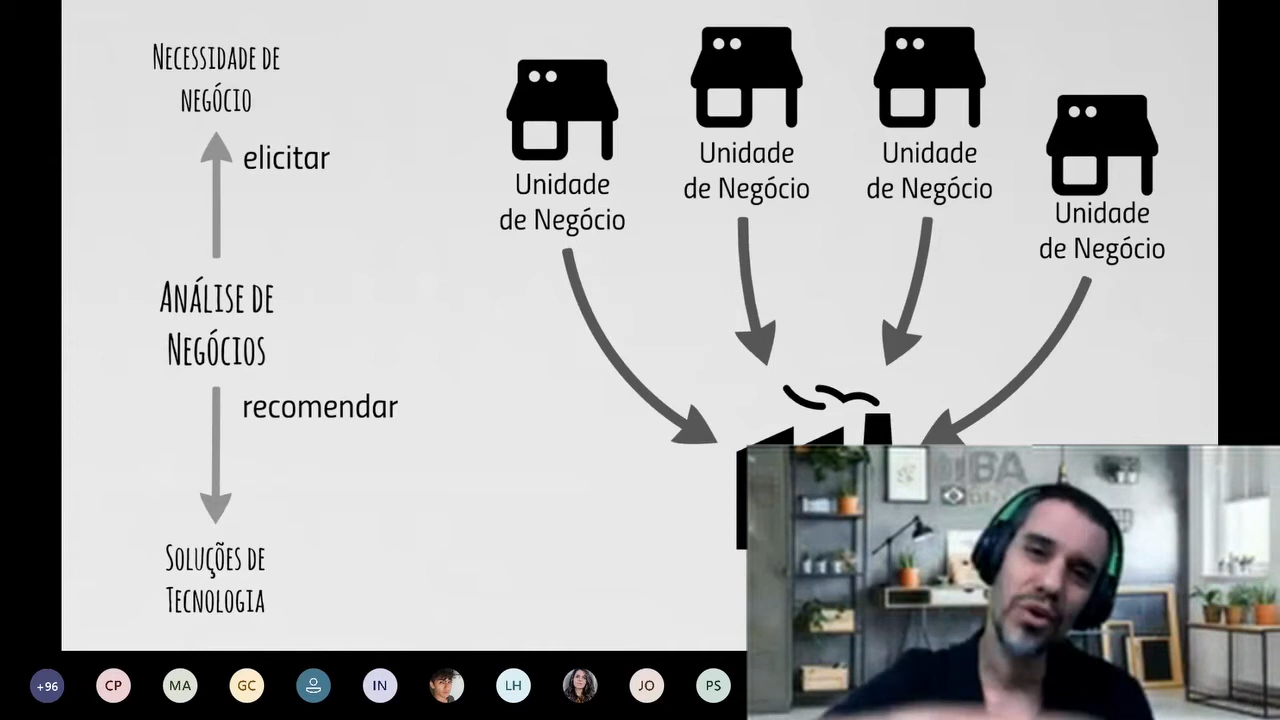 Necessidade de
negócio
elicitar
Análise de
Negócios
recomendar
Soluções de
Tecnologia
Unidade
de Negócio
Unidade
de Negócio
Unidade
de Negócio
Unidade
de Negócio
+96
CP
MA
GC
IN
LH
JO
PS